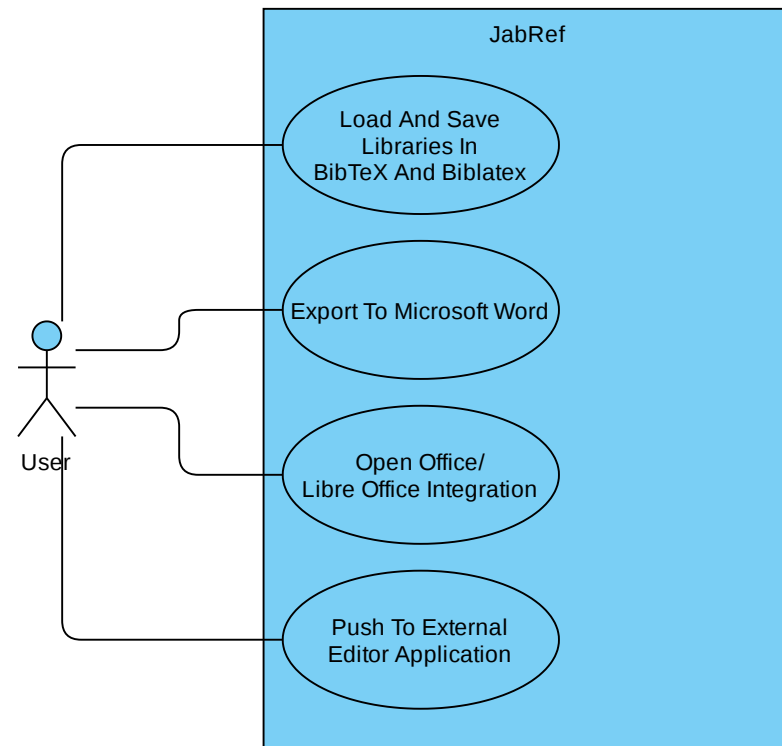 JabRef
Load And Save
Libraries In
BibTeX And Biblatex
Export To Microsoft Word
User
Open Office/
Libre Office Integration
Push To External
Editor Application